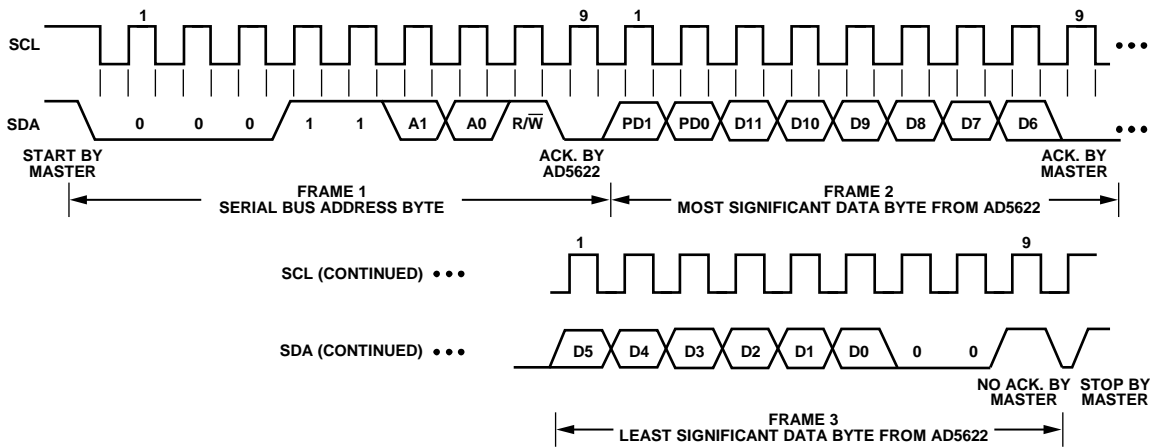 1 9 1 9
SCL
SDA 0 0 0 1 1 A1 A0 R/W̅ PD1 PD0 D11 D10 D9 D8 D7 D6
START BY
MASTER
ACK. BY
AD5622
ACK. BY
MASTER
FRAME 1
SERIAL BUS ADDRESS BYTE
FRAME 2
MOST SIGNIFICANT DATA BYTE FROM AD5622
1 9
SCL (CONTINUED)
SDA (CONTINUED) D5 D4 D3 D2 D1 D0 0 0
NO ACK. BY
MASTER
STOP BY
MASTER
FRAME 3
LEAST SIGNIFICANT DATA BYTE FROM AD5622